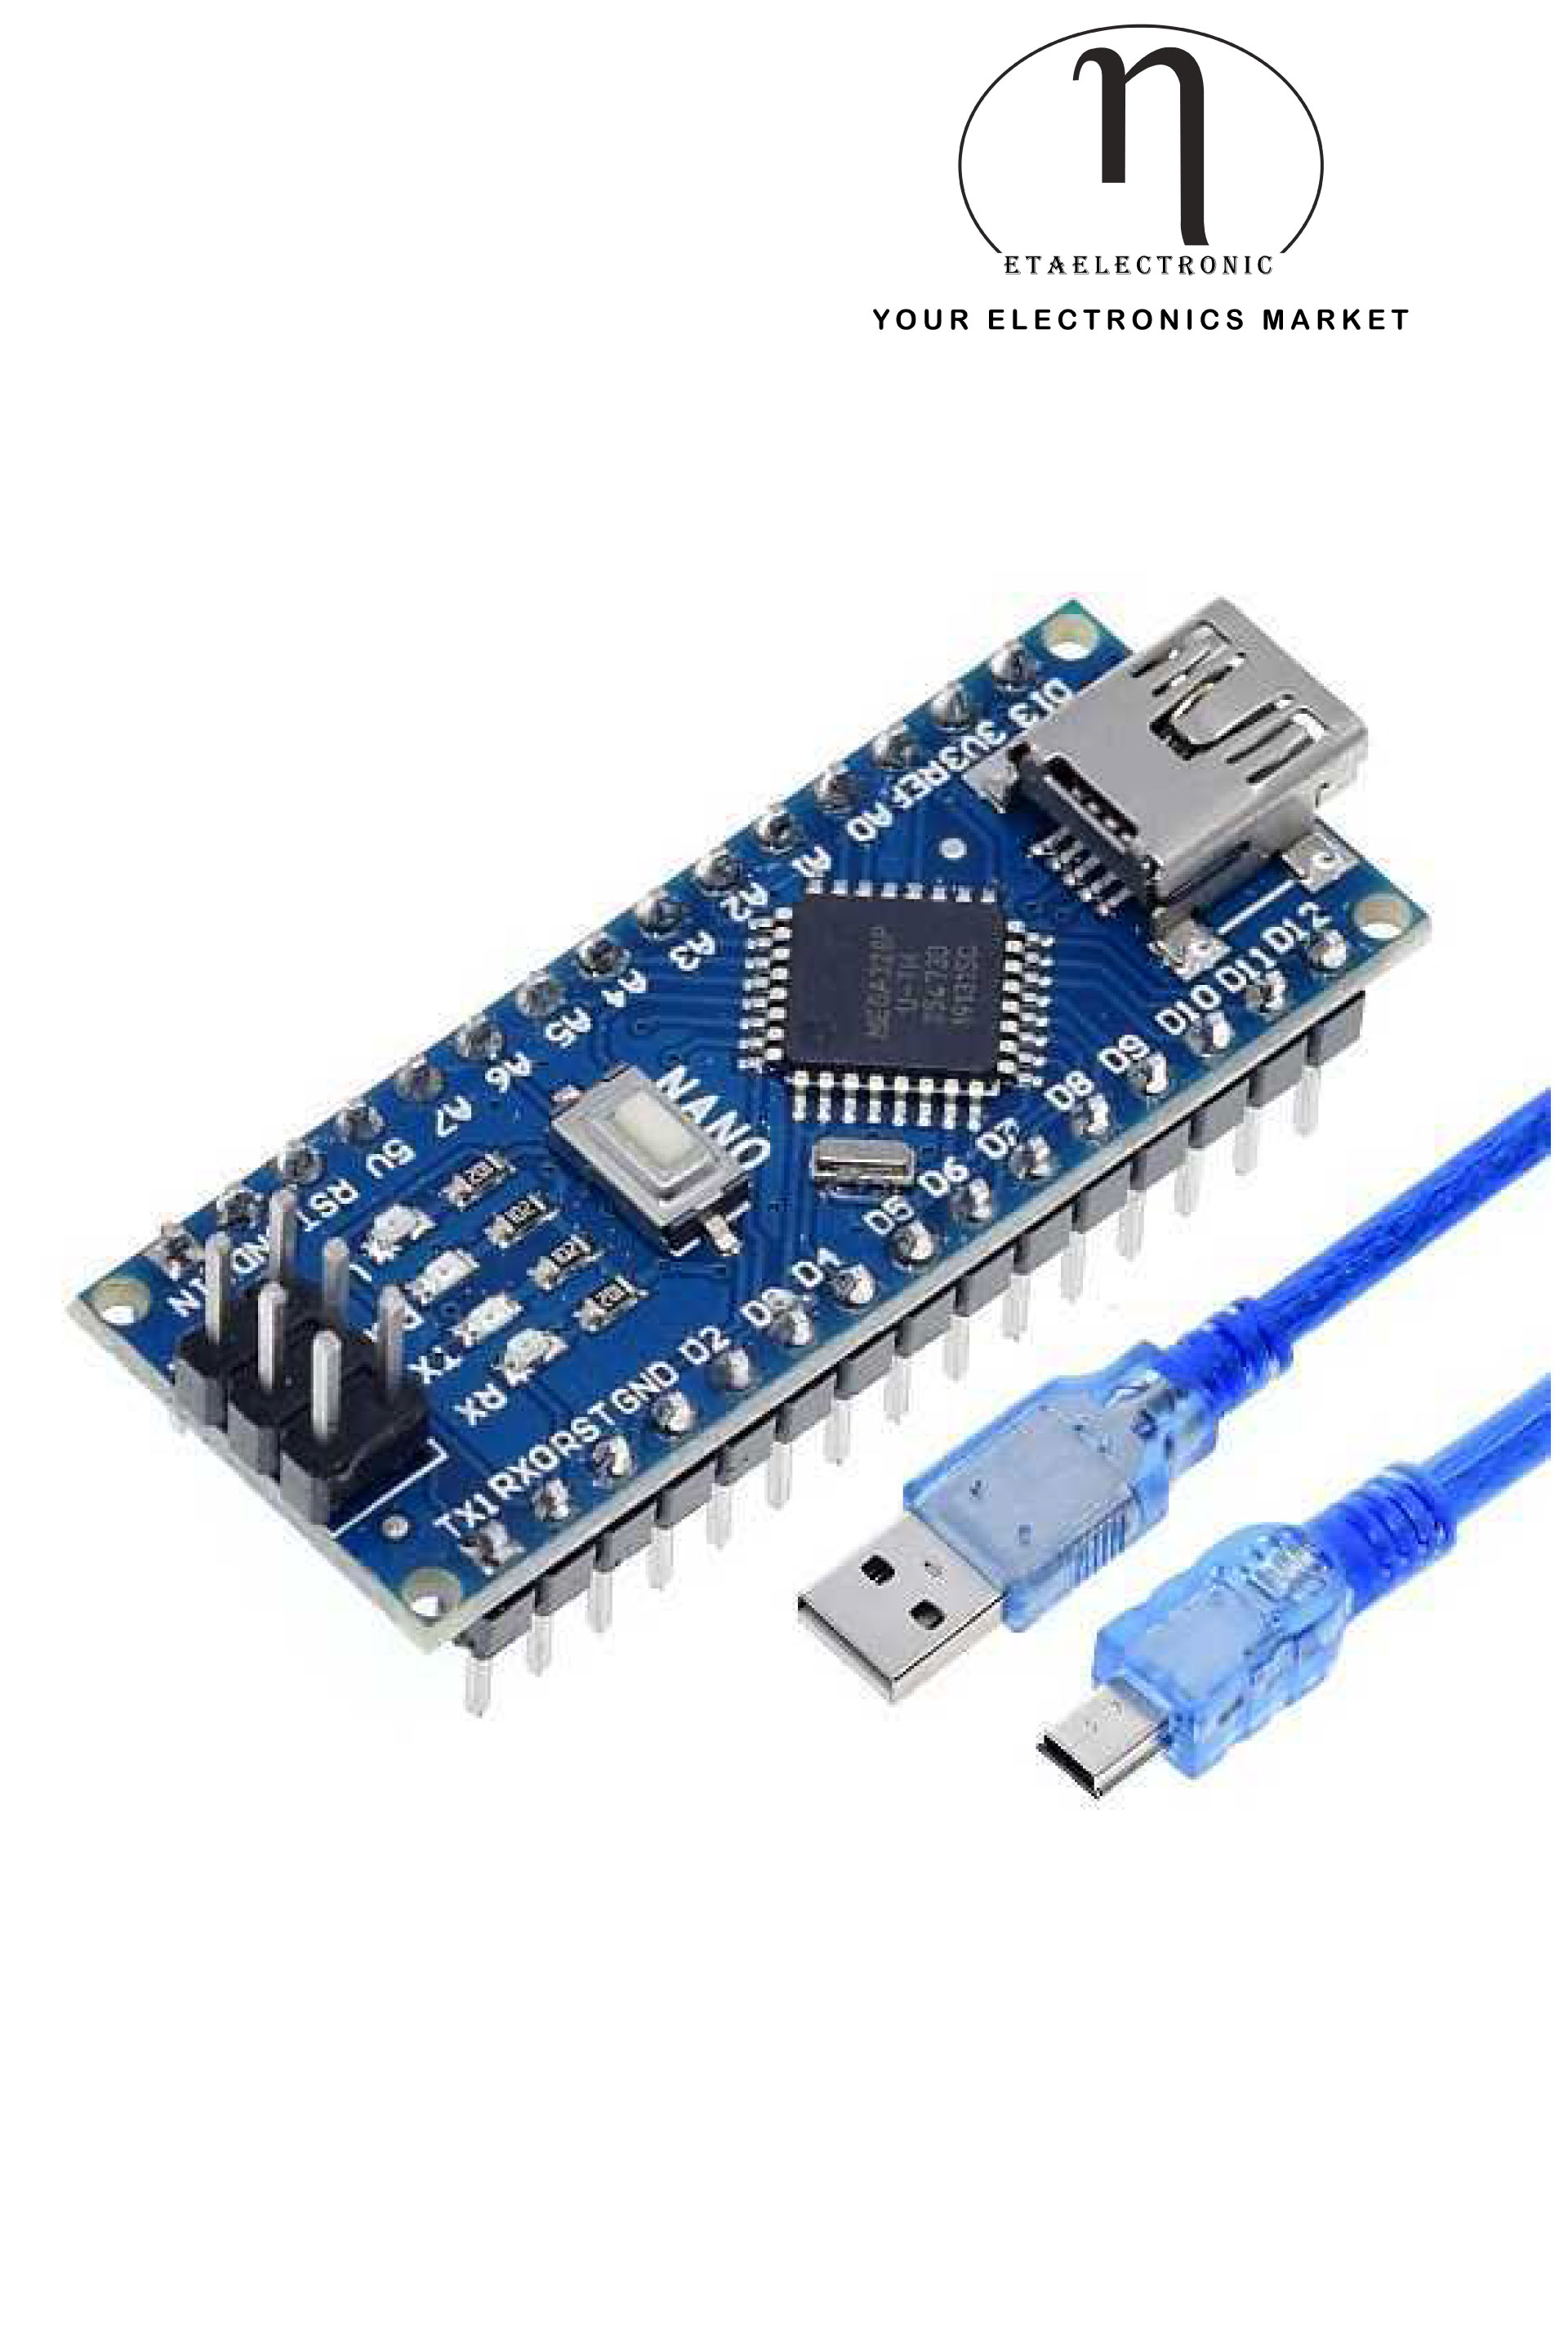 η
ETAELECTRONIC
YOUR ELECTRONICS MARKET
D13
3V3
REF
A0
A1
A2
A3
A4
A5
A6
A7
5V
RST
NANO
TX
RX
TX1
RX0
RST
GND
D2
D3
D4
D5
D6
D7
D8
D9
D10
D11
D12